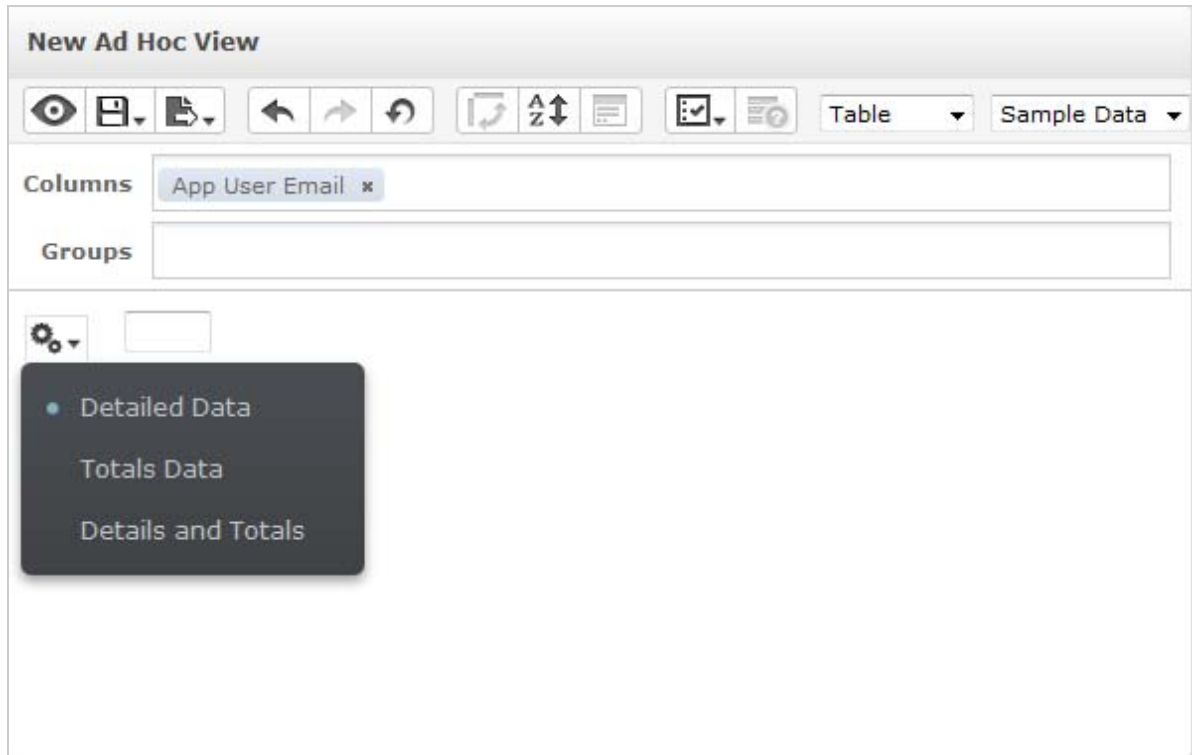 New Ad Hoc View
A Z Table Sample Data
Columns App User Email x
Groups
Detailed Data
Totals Data
Details and Totals